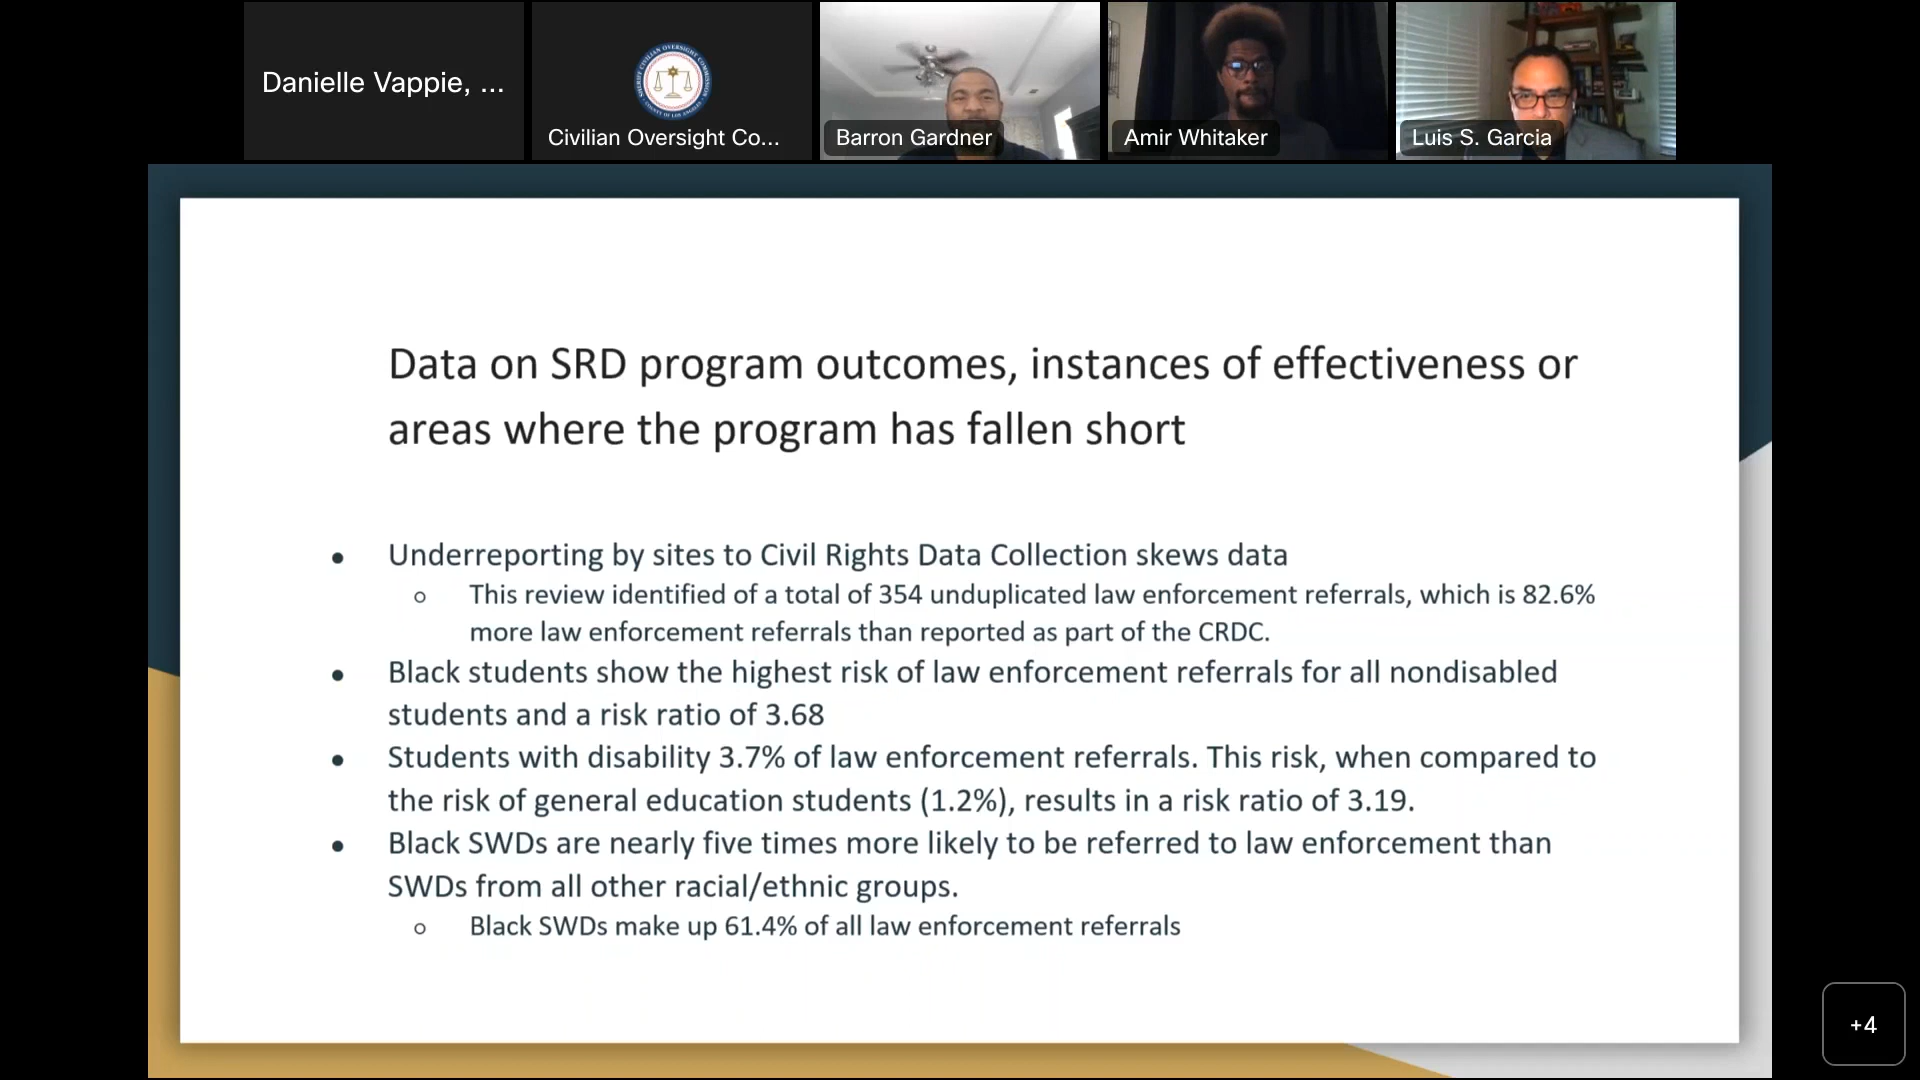 Danielle Vappie, ...
Civilian Oversight Co...
Barron Gardner
Amir Whitaker
Luis S. Garcia
Data on SRD program outcomes, instances of effectiveness or
areas where the program has fallen short
• Underreporting by sites to Civil Rights Data Collection skews data
○ This review identified of a total of 354 unduplicated law enforcement referrals, which is 82.6%
more law enforcement referrals than reported as part of the CRDC.
• Black students show the highest risk of law enforcement referrals for all nondisabled
students and a risk ratio of 3.68
• Students with disability 3.7% of law enforcement referrals. This risk, when compared to
the risk of general education students (1.2%), results in a risk ratio of 3.19.
• Black SWDs are nearly five times more likely to be referred to law enforcement than
SWDs from all other racial/ethnic groups.
○ Black SWDs make up 61.4% of all law enforcement referrals
+4